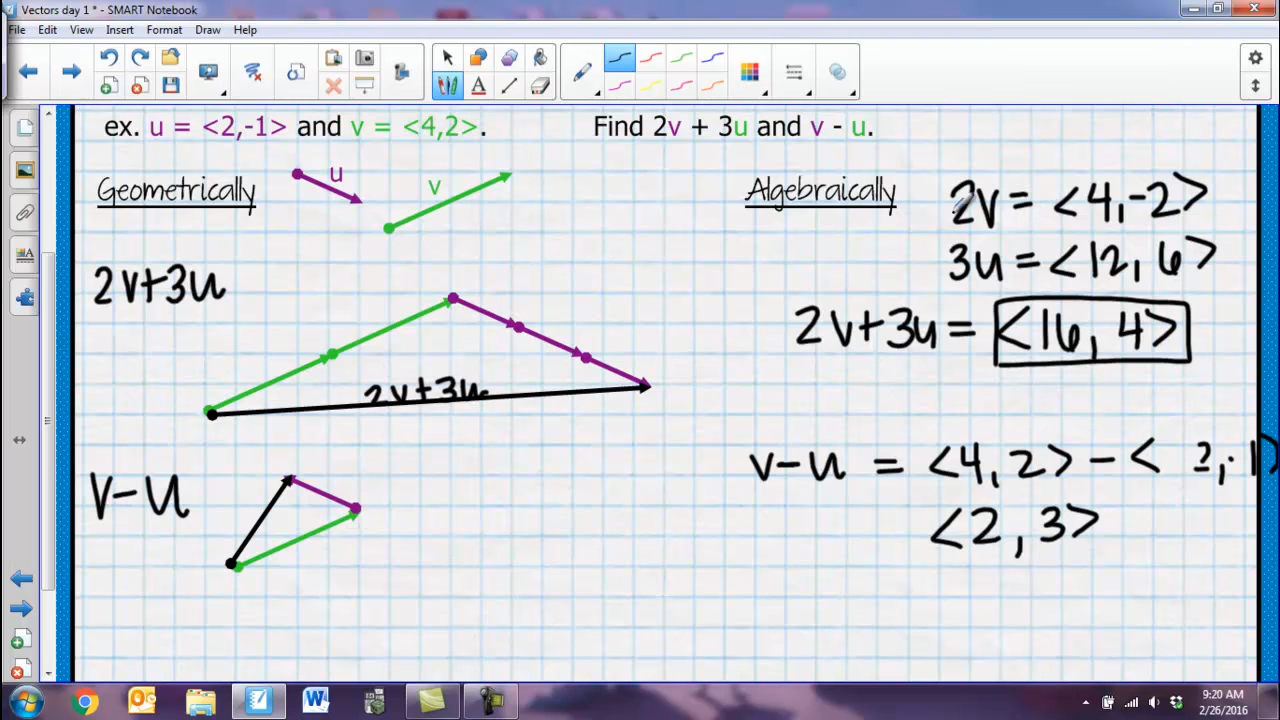 Vectors day 1 * - SMART Notebook
File Edit View Insert Format Draw Help
ex. u = <2,-1> and v = <4,2>. Find 2v + 3u and v - u.
Geometrically
u
v
Algebraically
2v = <4,-2>
3u = <12, 6>
2v+3u = <16, 4>
2v+3u
2v+3u
v-u
v-u = <4,2> - < 2,-1>
<2, 3>
9:20 AM
2/26/2016